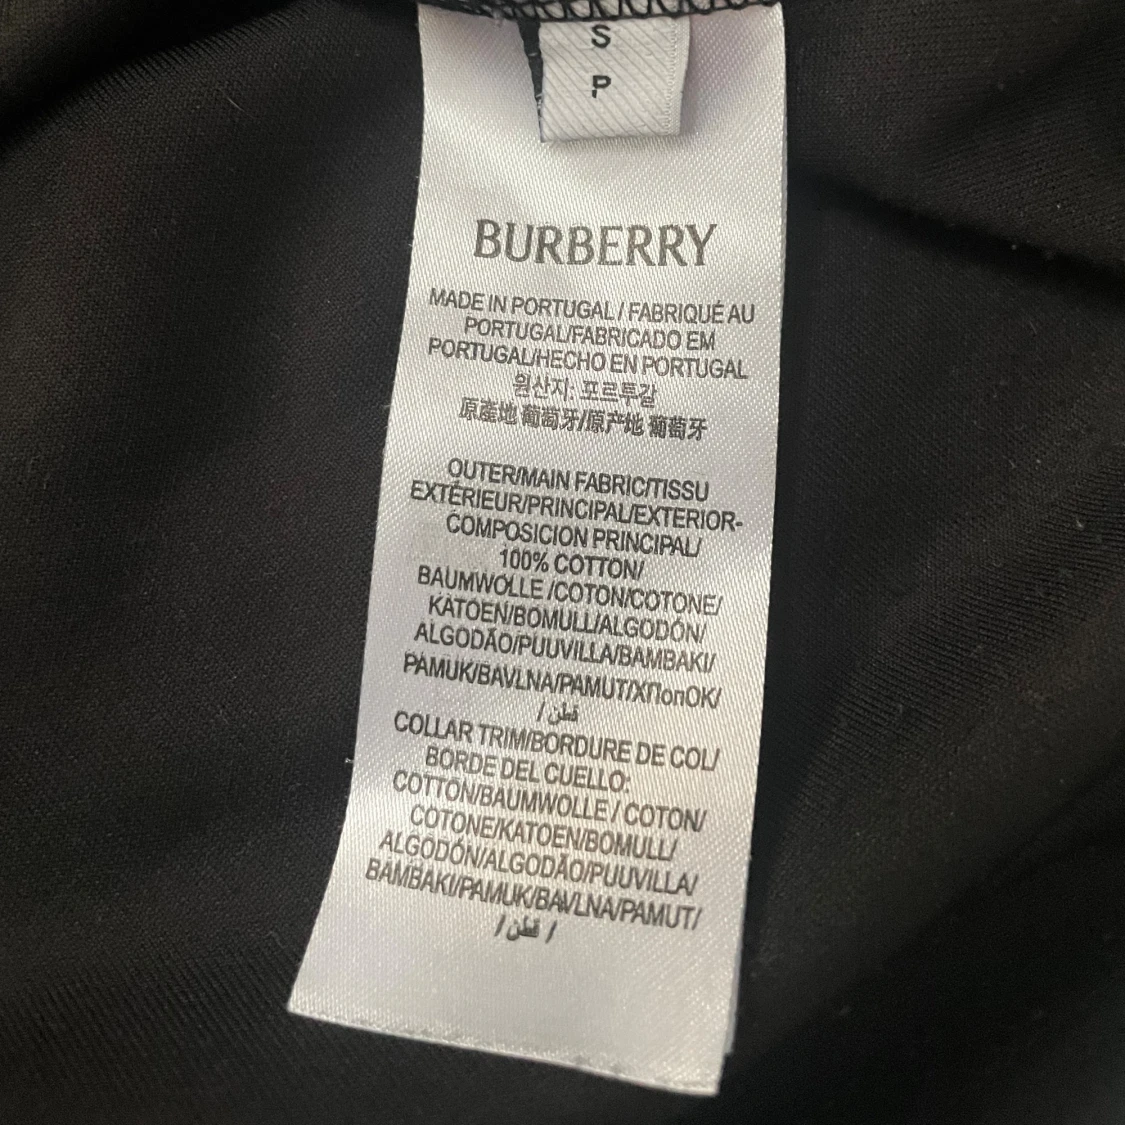 S
P
BURBERRY
MADE IN PORTUGAL / FABRIQUÉ AU
PORTUGAL/FABRICADO EM
PORTUGAL/HECHO EN PORTUGAL
원산지: 포르투갈
原產地 葡萄牙/原产地 葡萄牙
OUTER/MAIN FABRIC/TISSU
EXTÉRIEUR/PRINCIPAL/EXTERIOR-
COMPOSICION PRINCIPAL/
100% COTTON/
BAUMWOLLE /COTON/COTONE/
KATOEN/BOMULL/ALGODÓN/
ALGODÃO/PUUVILLA/BAMBAKI/
PAMUK/BAVLNA/PAMUT/XΠοπOK/
قطن /
COLLAR TRIM/BORDURE DE COL/
BORDE DEL CUELLO:
COTTON/BAUMWOLLE / COTON/
COTONE/KATOEN/BOMULL/
ALGODÓN/ALGODÃO/PUUVILLA/
BAMBAKI/PAMUK/BAVLNA/PAMUT/
/ قطن /